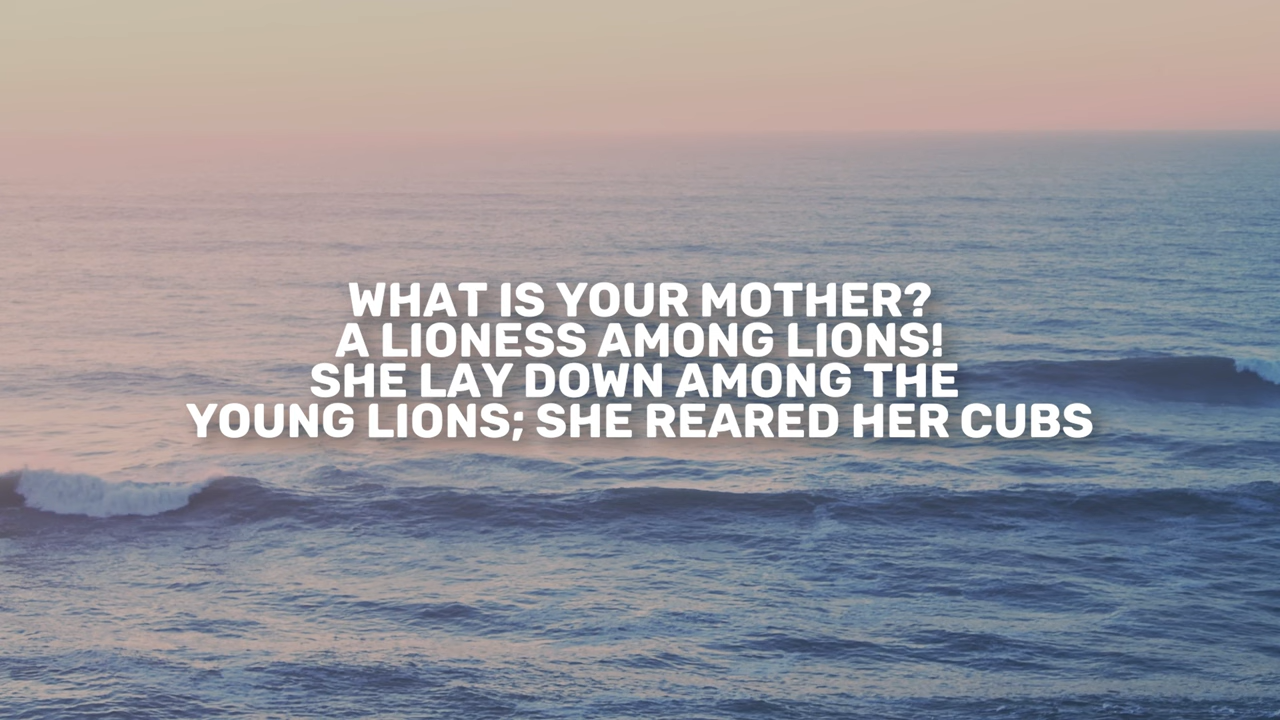 WHAT IS YOUR MOTHER?
A LIONESS AMONG LIONS!
SHE LAY DOWN AMONG THE
YOUNG LIONS; SHE REARED HER CUBS